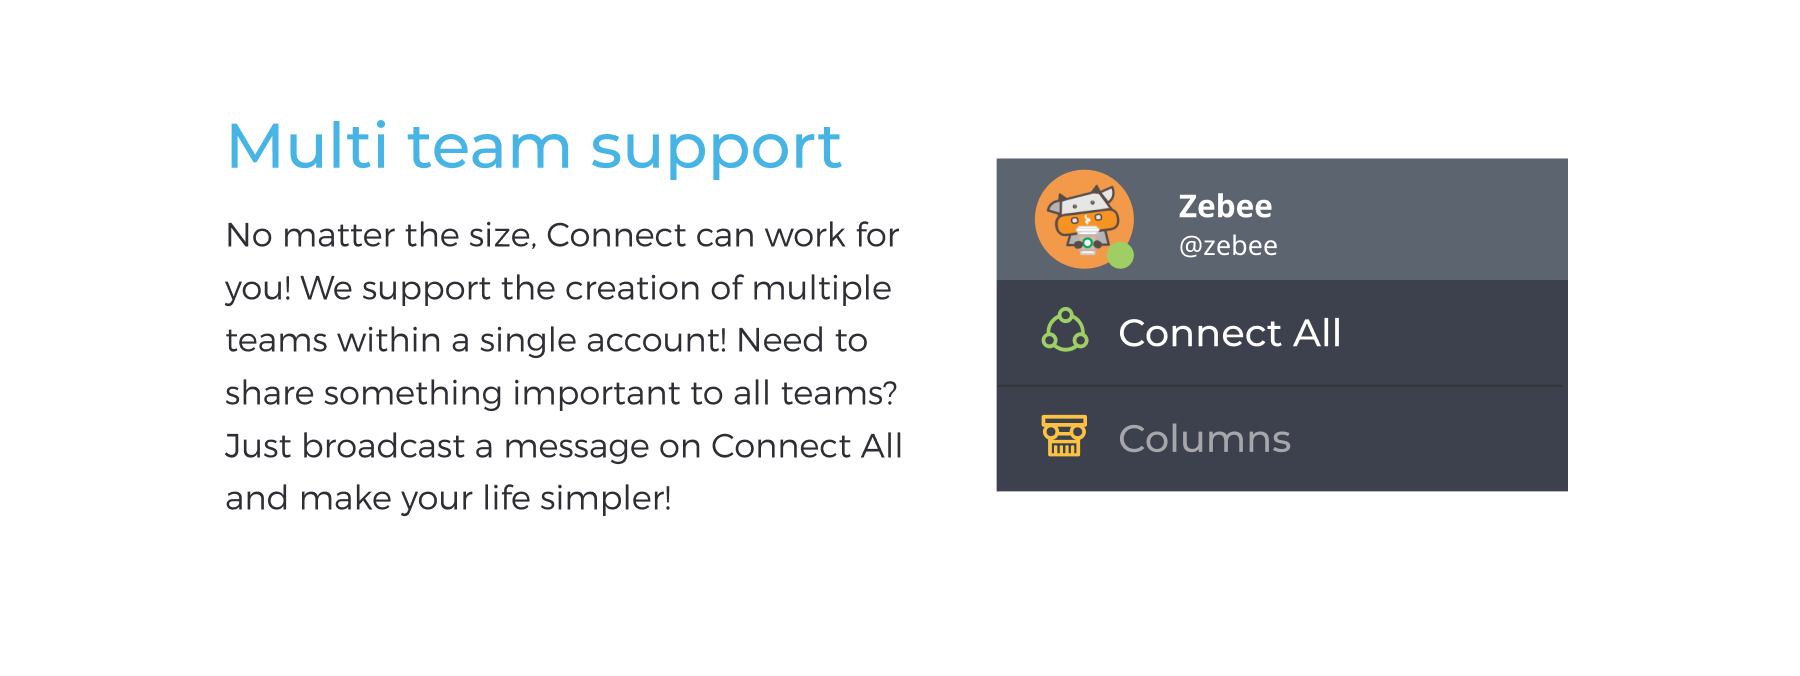 Multi team support
No matter the size, Connect can work for
you! We support the creation of multiple
teams within a single account! Need to
share something important to all teams?
Just broadcast a message on Connect All
and make your life simpler!
Zebee
@zebee
Connect All
Columns